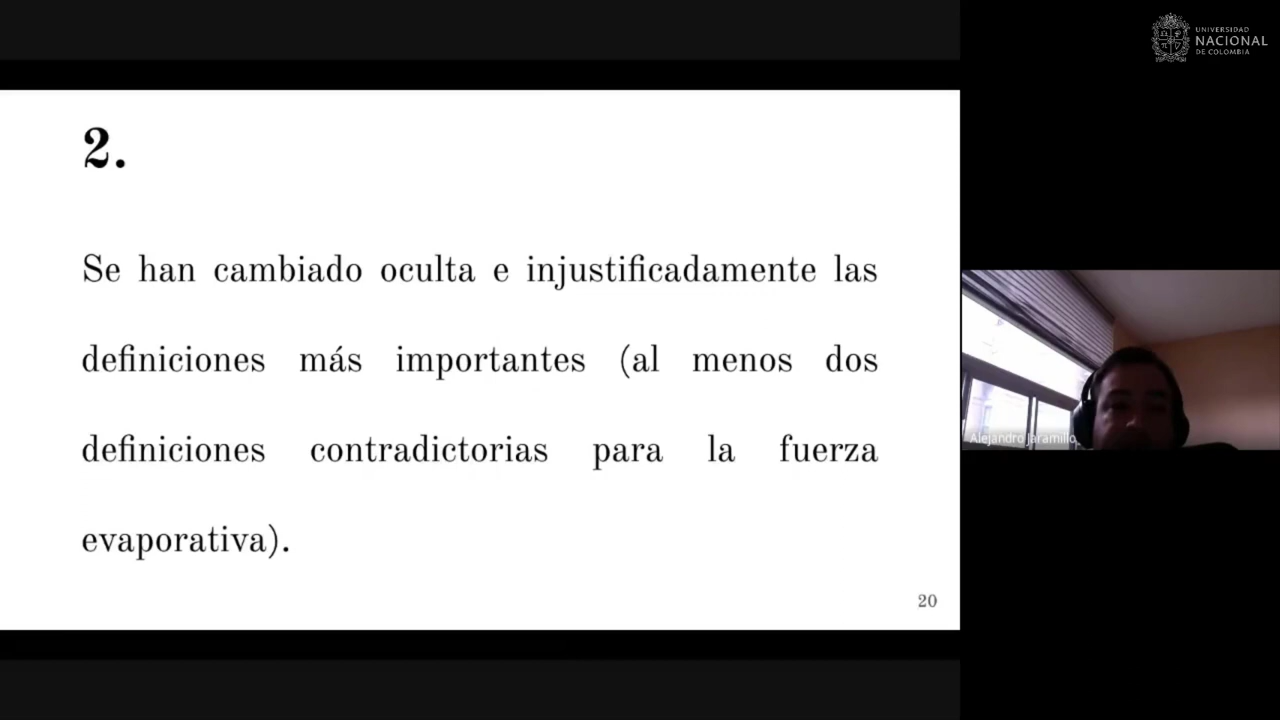 UNIVERSIDAD
NACIONAL
DE COLOMBIA
2.
Se han cambiado oculta e injustificadamente las
definiciones más importantes (al menos dos
definiciones contradictorias para la fuerza
evaporativa).
20
Alejandro Jaramillo